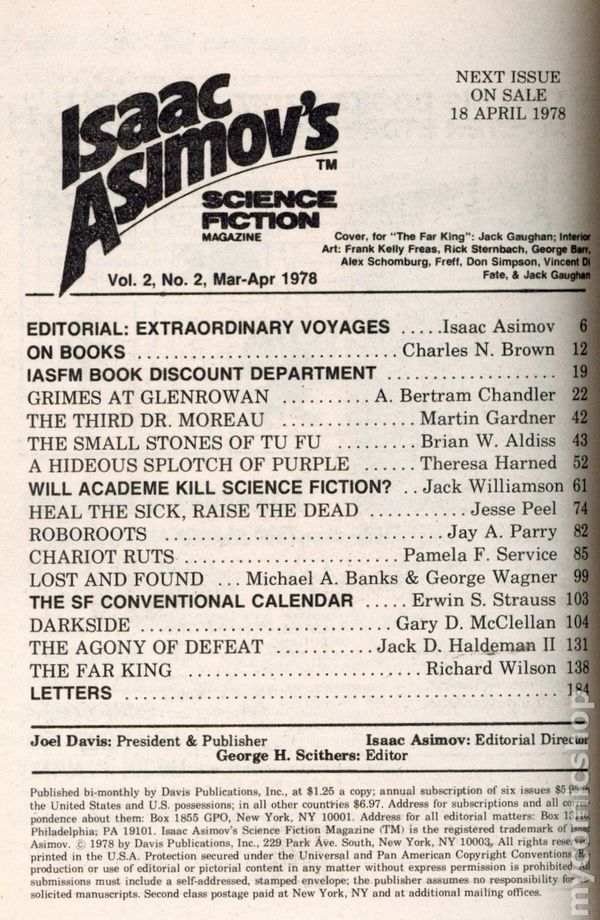 NEXT ISSUE
ON SALE
18 APRIL 1978
Isaac
Asimov's
TM
SCIENCE
FICTION
MAGAZINE
Cover, for "The Far King": Jack Gaughan; Interior
Art: Frank Kelly Freas, Rick Sternbach, George Barr,
Alex Schomburg, Freff, Don Simpson, Vincent Di
Fate, & Jack Gaughan
Vol. 2, No. 2, Mar-Apr 1978
EDITORIAL: EXTRAORDINARY VOYAGES .....Isaac Asimov 6
ON BOOKS ............................ Charles N. Brown 12
IASFM BOOK DISCOUNT DEPARTMENT .................. 19
GRIMES AT GLENROWAN .......... A. Bertram Chandler 22
THE THIRD DR. MOREAU .............. Martin Gardner 42
THE SMALL STONES OF TU FU ......... Brian W. Aldiss 43
A HIDEOUS SPLOTCH OF PURPLE ...... Theresa Harned 52
WILL ACADEME KILL SCIENCE FICTION? .. Jack Williamson 61
HEAL THE SICK, RAISE THE DEAD ........... Jesse Peel 74
ROBOROOTS ................................ Jay A. Parry 82
CHARIOT RUTS ....................... Pamela F. Service 85
LOST AND FOUND ... Michael A. Banks & George Wagner 99
THE SF CONVENTIONAL CALENDAR ..... Erwin S. Strauss 103
DARKSIDE .......................... Gary D. McClellan 104
THE AGONY OF DEFEAT ........... Jack D. Haldeman II 131
THE FAR KING ......................... Richard Wilson 138
LETTERS .............................................. 184
Joel Davis: President & Publisher Isaac Asimov: Editorial Director
George H. Scithers: Editor
Published bi-monthly by Davis Publications, Inc., at $1.25 a copy; annual subscription of six issues $5.95 in
the United States and U.S. possessions; in all other countries $6.97. Address for subscriptions and all
pondence about them: Box 1855 GPO, New York, NY 10001. Address for all editorial matters: Box
Philadelphia; PA 19101. Isaac Asimov's Science Fiction Magazine (TM) is the registered trademark of Isaac
Asimov. © 1978 by Davis Publications, Inc., 229 Park Ave. South, New York, NY 10003, All rights
printed in the U.S.A. Protection secured under the Universal and Pan American Copyright Conventions.
production or use of editorial or pictorial content in any matter without express permission is prohibited. All
submissions must include a self-addressed, stamped envelope; the publisher assumes no responsibility for
solicited manuscripts. Second class postage paid at New York, NY and at additional mailing offices.
mycomicshop